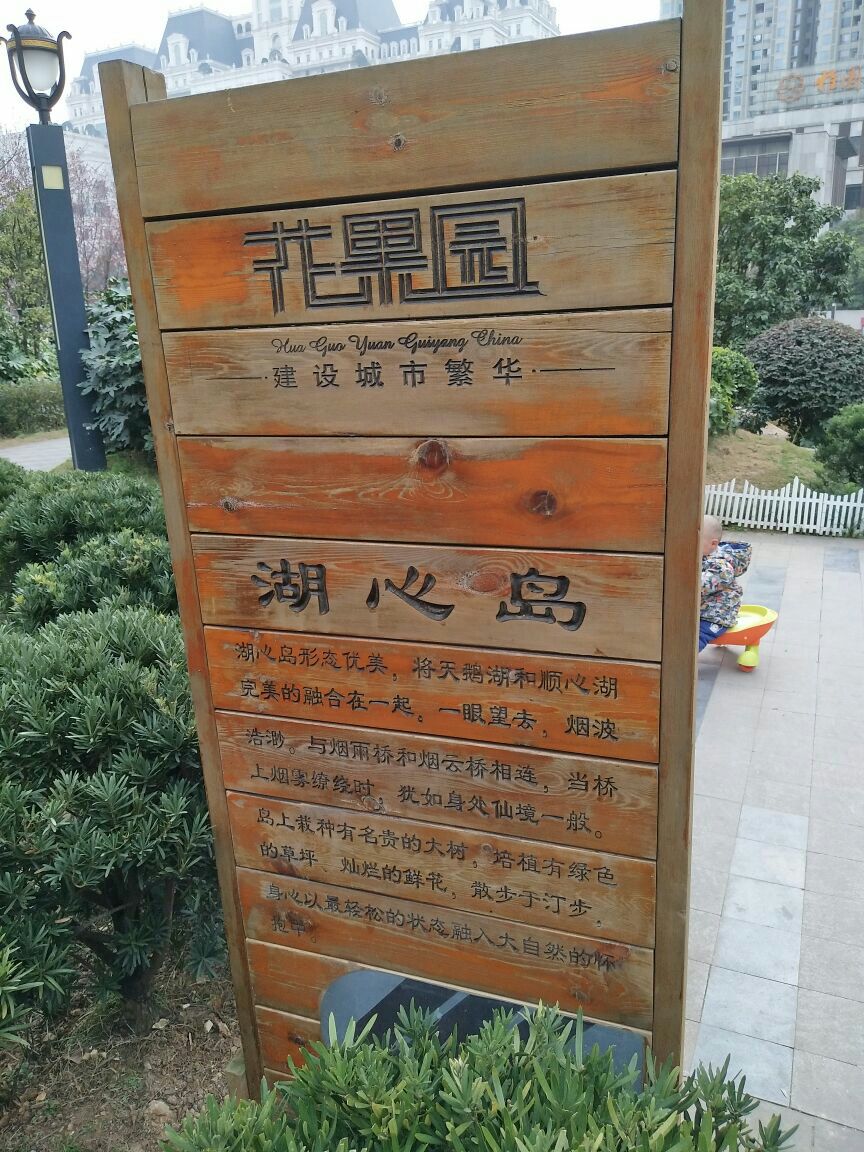 花果园
Hua Guo Yuan Guiyang China
·建设城市繁华·
湖心岛
湖心岛形态优美，将天鹅湖和顺心湖
完美的融合在一起。一眼望去，烟波
浩渺。与烟雨桥和烟云桥相连，当桥
上烟雾缭绕时，犹如身处仙境一般。
岛上栽种有名贵的大树。培植有绿色
的草坪、灿烂的鲜花，散步于汀步，
身心以最轻松的状态融入大自然的怀
抱中。